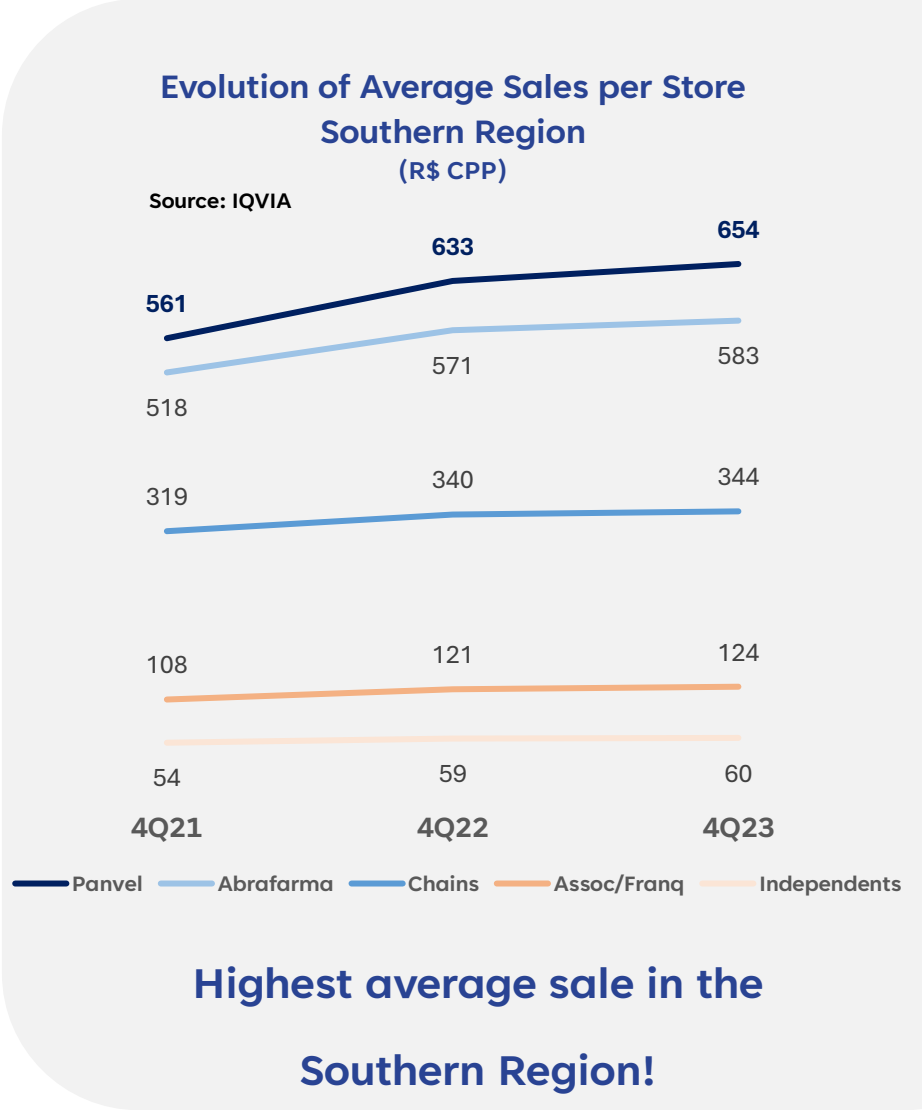 Evolution of Average Sales per Store
Southern Region
(R$ CPP)
Source: IQVIA
561
633
654
518
571
583
319
340
344
108
121
124
54
59
60
4Q21
4Q22
4Q23
Panvel
Abrafarma
Chains
Assoc/Franq
Independents
Highest average sale in the
Southern Region!